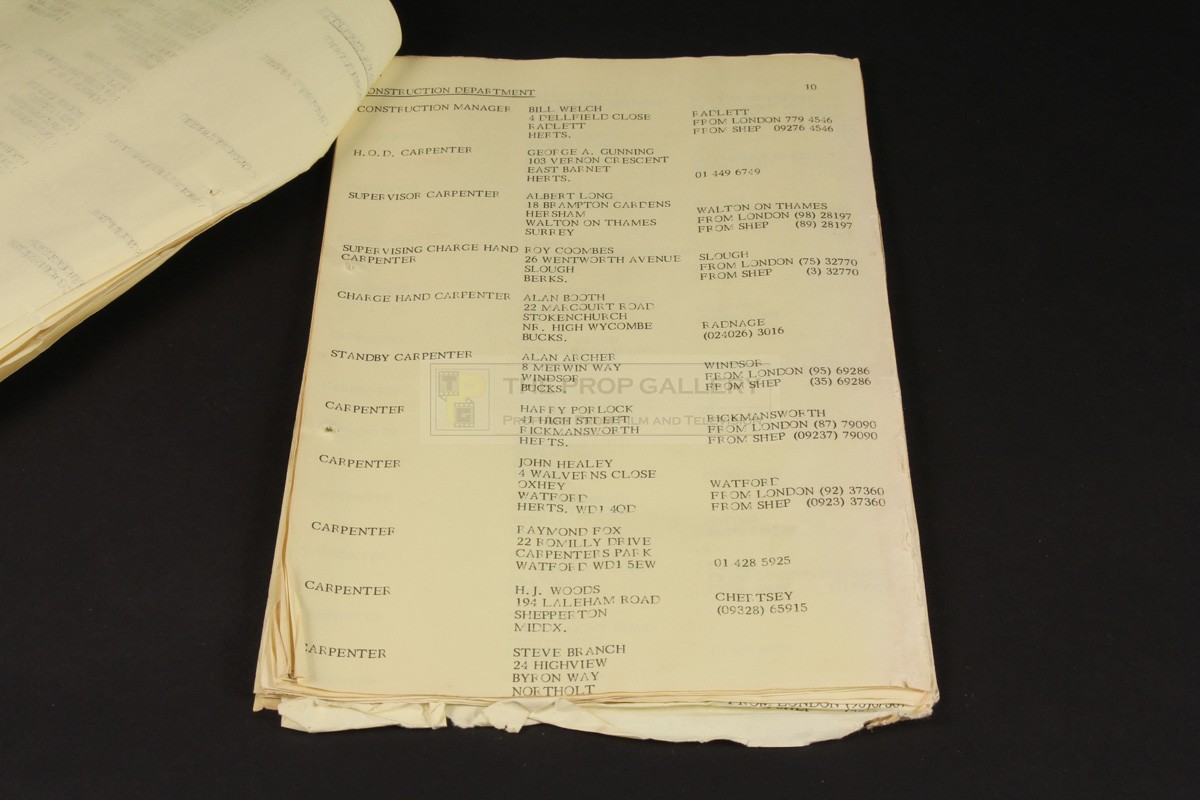 CONSTRUCTION DEPARTMENT 10
CONSTRUCTION MANAGER BILL WELCH
4 DELLFIELD CLOSE RADLETT
RADLETT FROM LONDON 779 4546
HERTS. FROM SHEP 09276 4546
H.O.D. CARPENTER GEORGE A. GUNNING
103 VERNON CRESCENT
EAST BARNET
HERTS. 01 449 6749
SUPERVISOR CARPENTER ALBERT LONG
18 BRAMPTON GARDENS WALTON ON THAMES
HERSHAM FROM LONDON (98) 28197
WALTON ON THAMES FROM SHEP (89) 28197
SURREY
SUPERVISING CHARGE HAND ROY COOMBES
CARPENTER 26 WENTWORTH AVENUE SLOUGH
SLOUGH FROM LONDON (75) 32770
BERKS. FROM SHEP (3) 32770
CHARGE HAND CARPENTER ALAN BOOTH
22 MARCOURT ROAD
STOKENCHURCH
NR. HIGH WYCOMBE RADNAGE
BUCKS. (024026) 3016
STANDBY CARPENTER ALAN ARCHER
8 MERWIN WAY WINDSOR
WINDSOR FROM LONDON (95) 69286
BUCKS. FROM SHEP (35) 69286
THE PROP GALLERY
CARPENTER HARRY PORLOCK
41 HIGH STREET RICKMANSWORTH
RICKMANSWORTH FROM LONDON (87) 79090
HERTS. FROM SHEP (09237) 79090
FILM AND
CARPENTER JOHN HEALEY
4 WALVERNS CLOSE
OXHEY WATFORD
WATFORD FROM LONDON (92) 37360
HERTS. WD1 4QD FROM SHEP (0923) 37360
CARPENTER RAYMOND FOX
22 ROMILLY DRIVE
CARPENTERS PARK
WATFORD WD1 5EW 01 428 5925
CARPENTER H.J. WOODS
194 LALEHAM ROAD CHERTSEY
SHEPPERTON (09328) 65915
MIDDX.
CARPENTER STEVE BRANCH
24 HIGHVIEW
BYRON WAY
NORTHOLT
FROM LONDON